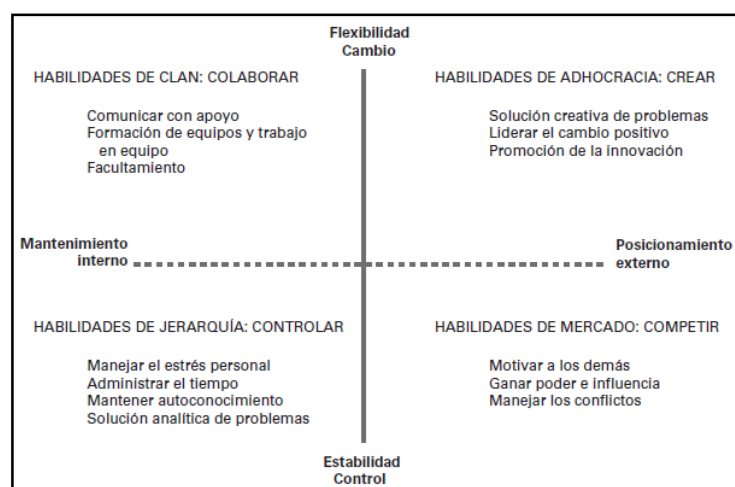 Flexibilidad
Cambio
HABILIDADES DE CLAN: COLABORAR
Comunicar con apoyo
Formación de equipos y trabajo
en equipo
Facultamiento
HABILIDADES DE ADHOCRACIA: CREAR
Solución creativa de problemas
Liderar el cambio positivo
Promoción de la innovación
Mantenimiento
interno
Posicionamiento
externo
HABILIDADES DE JERARQUÍA: CONTROLAR
Manejar el estrés personal
Administrar el tiempo
Mantener autoconocimiento
Solución analítica de problemas
HABILIDADES DE MERCADO: COMPETIR
Motivar a los demás
Ganar poder e influencia
Manejar los conflictos
Estabilidad
Control